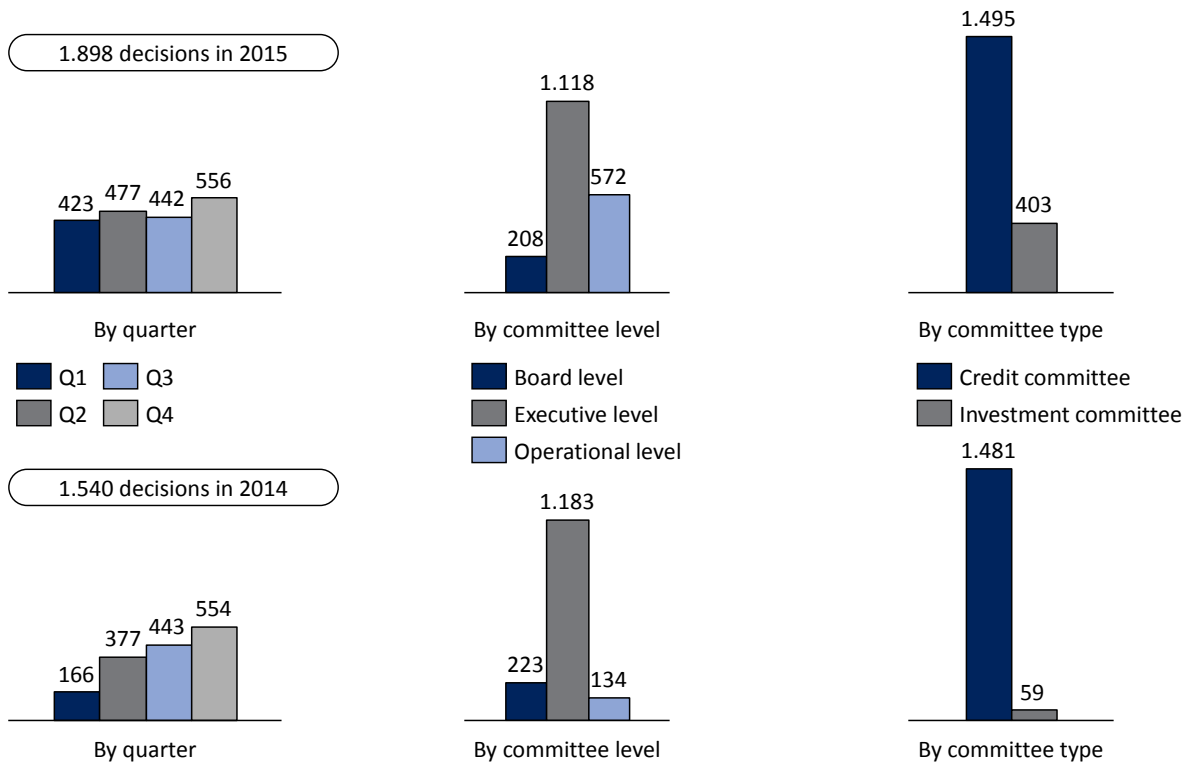 1.898 decisions in 2015
423
477
442
556
By quarter
Q1
Q3
Q2
Q4
208
1.118
572
By committee level
Board level
Executive level
Operational level
1.495
403
By committee type
Credit committee
Investment committee
1.540 decisions in 2014
166
377
443
554
By quarter
223
1.183
134
By committee level
1.481
59
By committee type